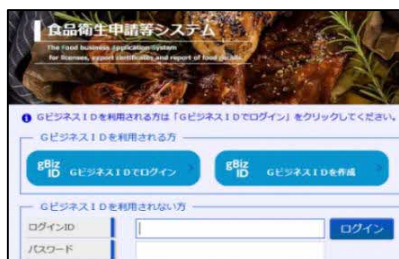 食品衛生申請等システム
The Food business Application System
for licenses, export certificates and report of food recalls
GビジネスIDを利用される方は「GビジネスIDでログイン」をクリックしてください。
GビジネスIDを利用される方
gBiz ID GビジネスIDでログイン
gBiz ID GビジネスIDを作成
GビジネスIDを利用されない方
ログインID
ログイン
パスワード